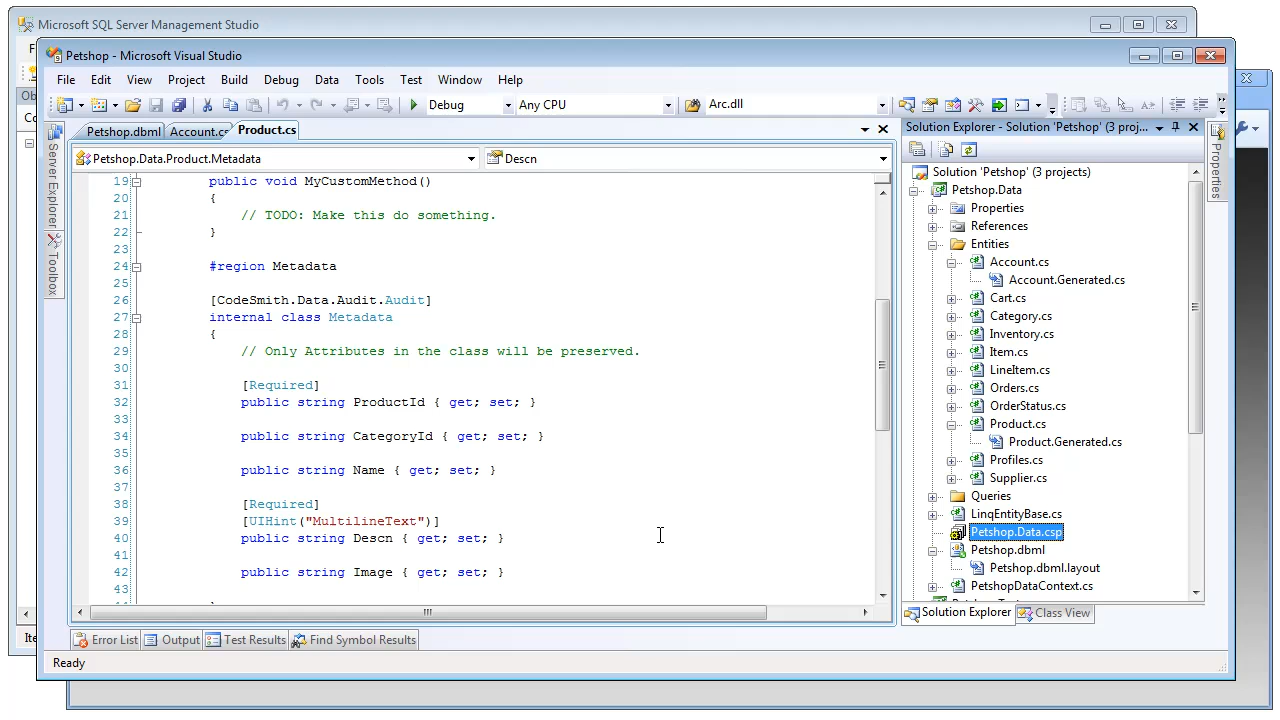 Microsoft SQL Server Management Studio
Petshop - Microsoft Visual Studio
File Edit View Project Build Debug Data Tools Test Window Help
Debug Any CPU Arc.dll
Petshop.dbml Account.cs Product.cs
Petshop.Data.Product.Metadata Descn
Server Explorer
Toolbox
19 public void MyCustomMethod()
20 {
21 // TODO: Make this do something.
22 }
23
24 #region Metadata
25
26 [CodeSmith.Data.Audit.Audit]
27 internal class Metadata
28 {
29 // Only Attributes in the class will be preserved.
30
31 [Required]
32 public string ProductId { get; set; }
33
34 public string CategoryId { get; set; }
35
36 public string Name { get; set; }
37
38 [Required]
39 [UIHint("MultilineText")]
40 public string Descn { get; set; }
41
42 public string Image { get; set; }
43
Solution Explorer - Solution 'Petshop' (3 proj...
Properties
Solution 'Petshop' (3 projects)
Petshop.Data
Properties
References
Entities
Account.cs
Account.Generated.cs
Cart.cs
Category.cs
Inventory.cs
Item.cs
LineItem.cs
Orders.cs
OrderStatus.cs
Product.cs
Product.Generated.cs
Profiles.cs
Supplier.cs
Queries
LinqEntityBase.cs
Petshop.Data.csp
Petshop.dbml
Petshop.dbml.layout
PetshopDataContext.cs
Solution Explorer Class View
Error List Output Test Results Find Symbol Results
Ready